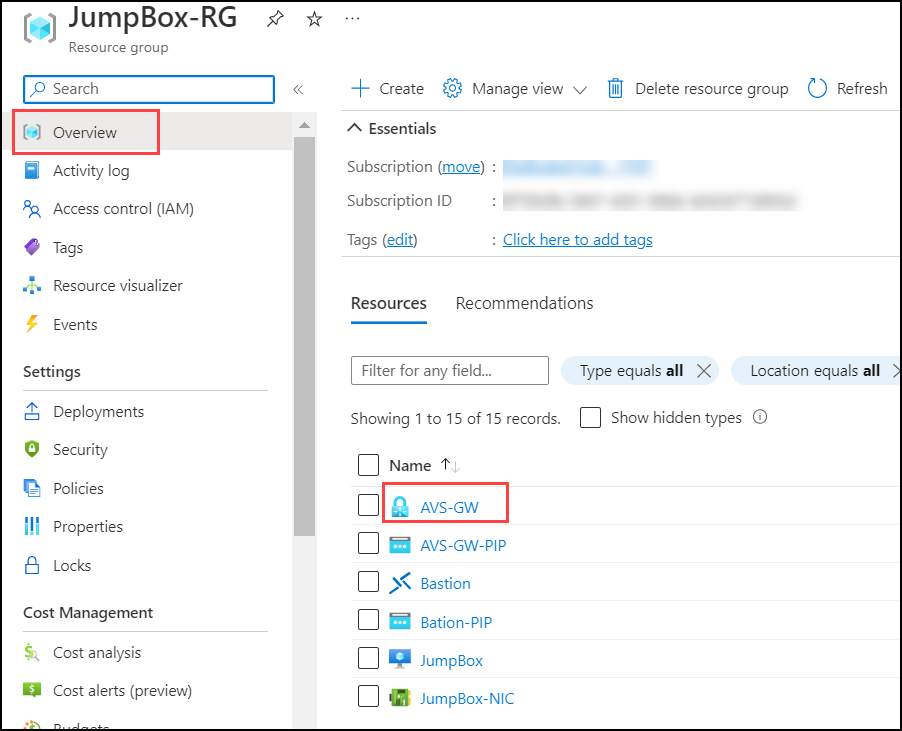 JumpBox-RG
Resource group
Search
Overview
Activity log
Access control (IAM)
Tags
Resource visualizer
Events
Settings
Deployments
Security
Policies
Properties
Locks
Cost Management
Cost analysis
Cost alerts (preview)
Budgets
Create Manage view Delete resource group Refresh
Essentials
Subscription (move) :
Subscription ID :
Tags (edit) : Click here to add tags
Resources Recommendations
Filter for any field... Type equals all Location equals all
Showing 1 to 15 of 15 records. Show hidden types
Name
AVS-GW
AVS-GW-PIP
Bastion
Bation-PIP
JumpBox
JumpBox-NIC